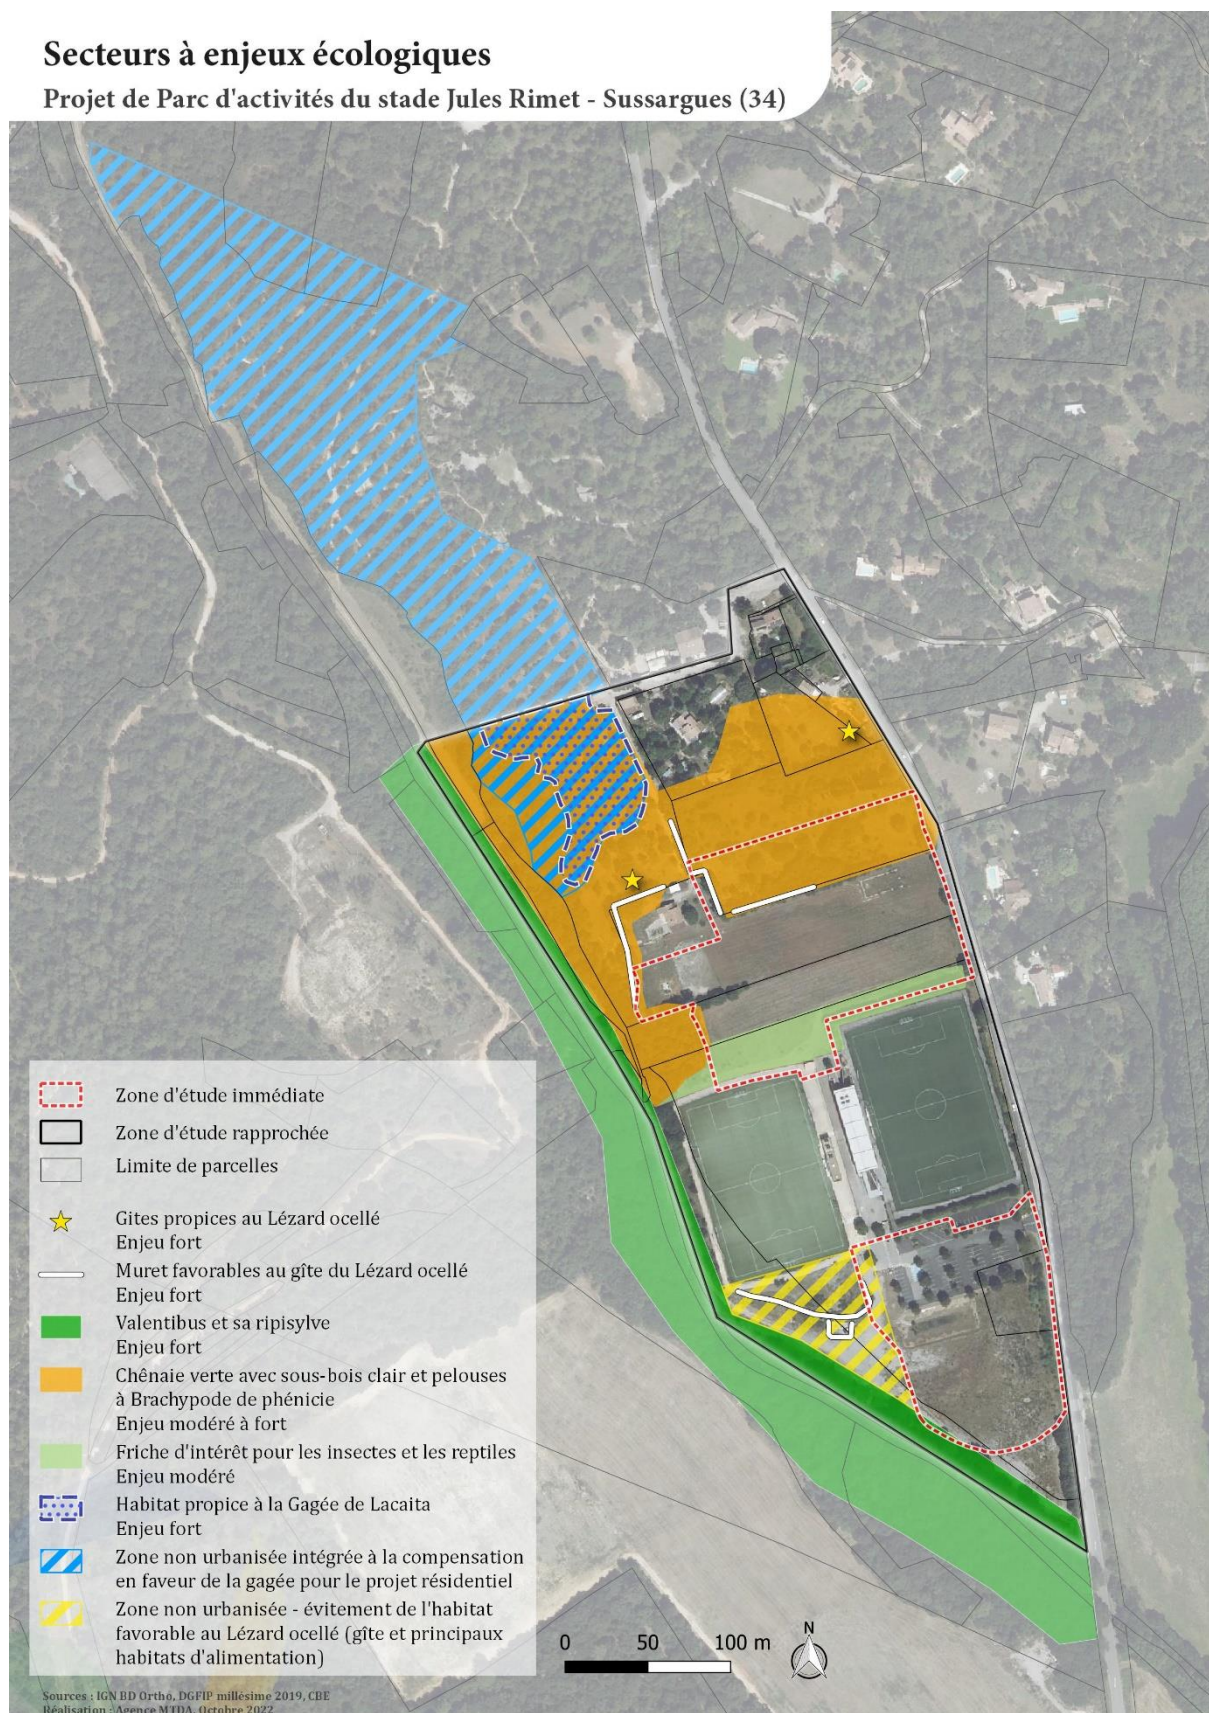 Secteurs à enjeux écologiques
Projet de Parc d'activités du stade Jules Rimet - Sussargues (34)
Zone d'étude immédiate
Zone d'étude rapprochée
Limite de parcelles
Gites propices au Lézard ocellé
Enjeu fort
Muret favorables au gîte du Lézard ocellé
Enjeu fort
Valentibus et sa ripisylve
Enjeu fort
Chênaie verte avec sous-bois clair et pelouses
à Brachypode de phénicie
Enjeu modéré à fort
Friche d'intérêt pour les insectes et les reptiles
Enjeu modéré
Habitat propice à la Gagée de Lacaita
Enjeu fort
Zone non urbanisée intégrée à la compensation
en faveur de la gagée pour le projet résidentiel
Zone non urbanisée - évitement de l'habitat
favorable au Lézard ocellé (gîte et principaux
habitats d'alimentation)
0 50 100 m
N
Sources : IGN BD Ortho, DGFIP millésime 2019, CBE
Réalisation : Agence MTDA, Octobre 2022